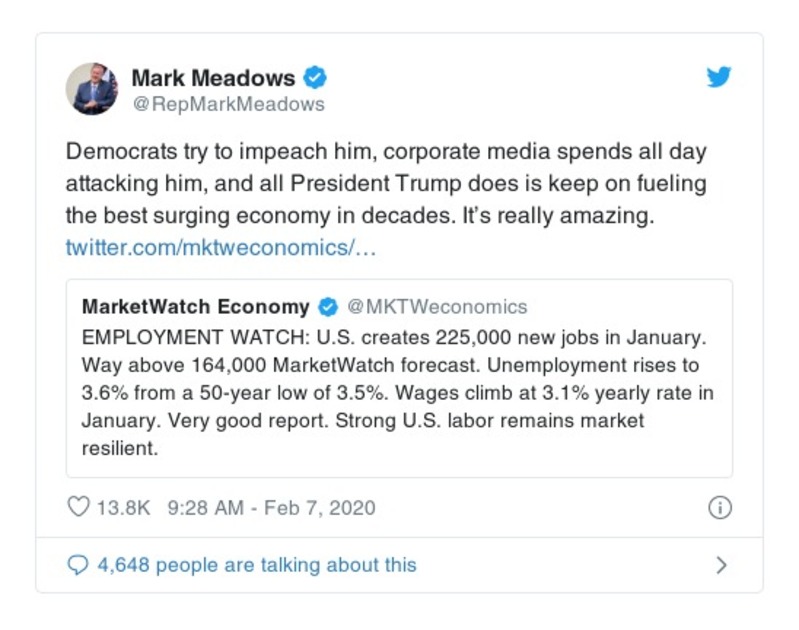 Mark Meadows
@RepMarkMeadows
Democrats try to impeach him, corporate media spends all day
attacking him, and all President Trump does is keep on fueling
the best surging economy in decades. It’s really amazing.
twitter.com/mktweconomics/…
MarketWatch Economy @MKTWeconomics
EMPLOYMENT WATCH: U.S. creates 225,000 new jobs in January.
Way above 164,000 MarketWatch forecast. Unemployment rises to
3.6% from a 50-year low of 3.5%. Wages climb at 3.1% yearly rate in
January. Very good report. Strong U.S. labor remains market
resilient.
13.8K 9:28 AM - Feb 7, 2020
4,648 people are talking about this